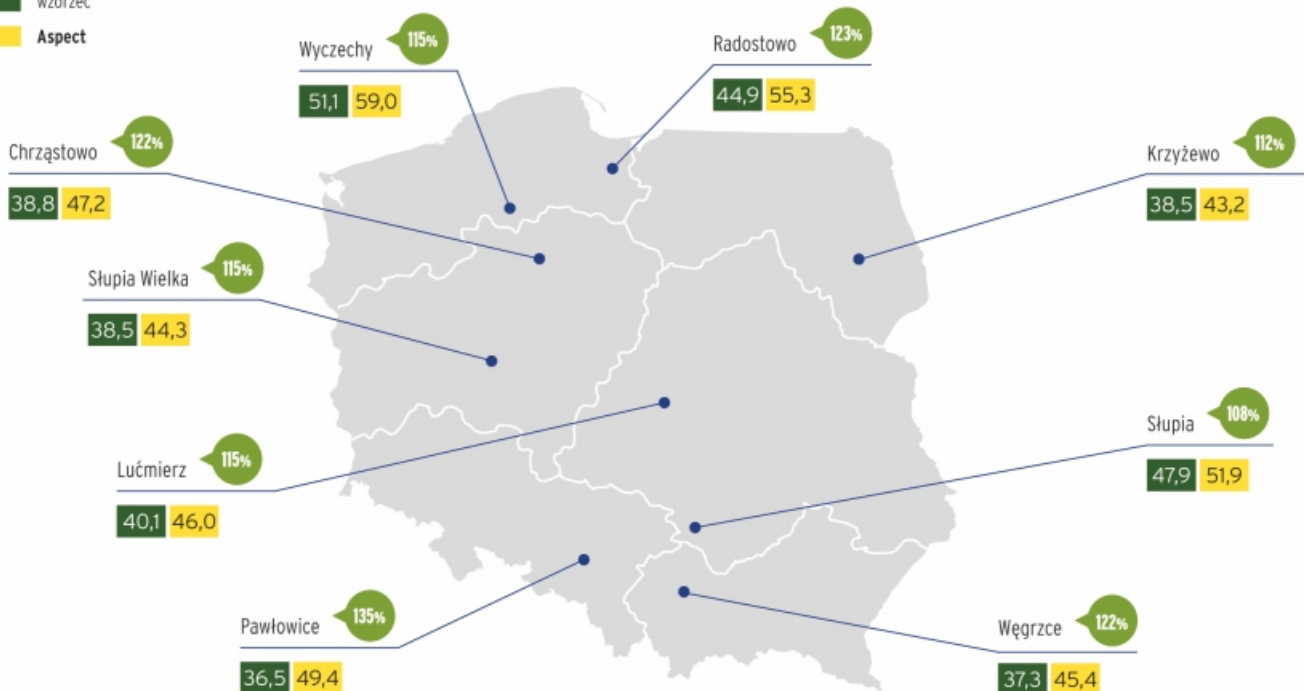 wzorzec
Aspect
Wyczechy 115%
51,1 59,0
Radostowo 123%
44,9 55,3
Chrząstowo 122%
38,8 47,2
Krzyżewo 112%
38,5 43,2
Słupia Wielka 115%
38,5 44,3
Lućmierz 115%
40,1 46,0
Słupia 108%
47,9 51,9
Pawłowice 135%
36,5 49,4
Węgrzce 122%
37,3 45,4